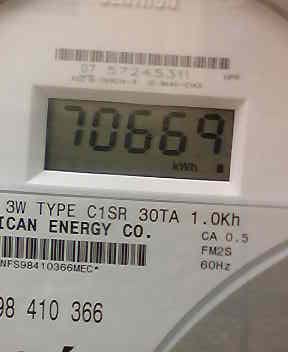 07 57245311
70669
kWh
3W TYPE C1SR 30TA 1.0Kh
ICAN ENERGY CO.
CA 0.5
FM2S
NFS98410366MEC*
60Hz
98 410 366